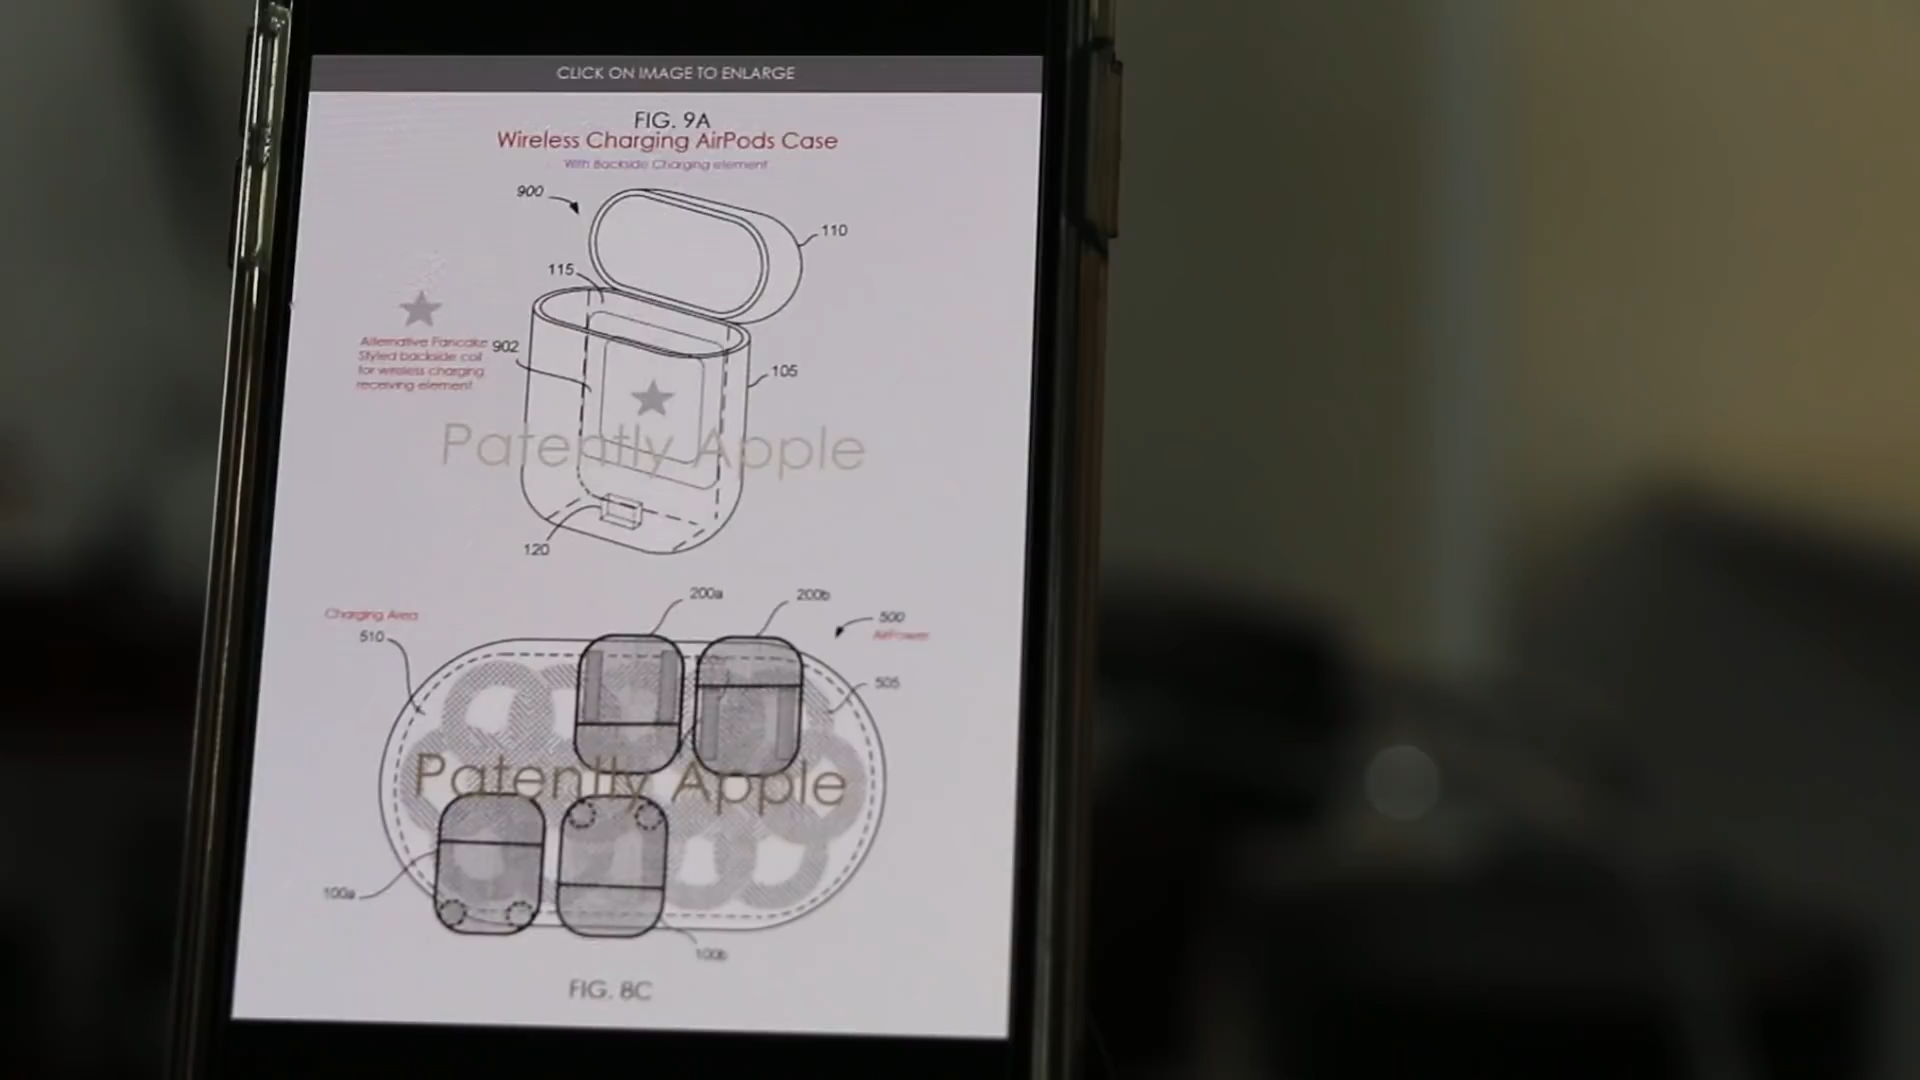 CLICK ON IMAGE TO ENLARGE
FIG. 9A
Wireless Charging AirPods Case
With Backside Charging element
900
110
115
Alternative Pancake
Styled backside coil
for wireless charging
receiving element
902
105
Patently Apple
120
200a
200b
Charging Area
510
500
AirPower
505
Patently Apple
100a
100b
FIG. 8C